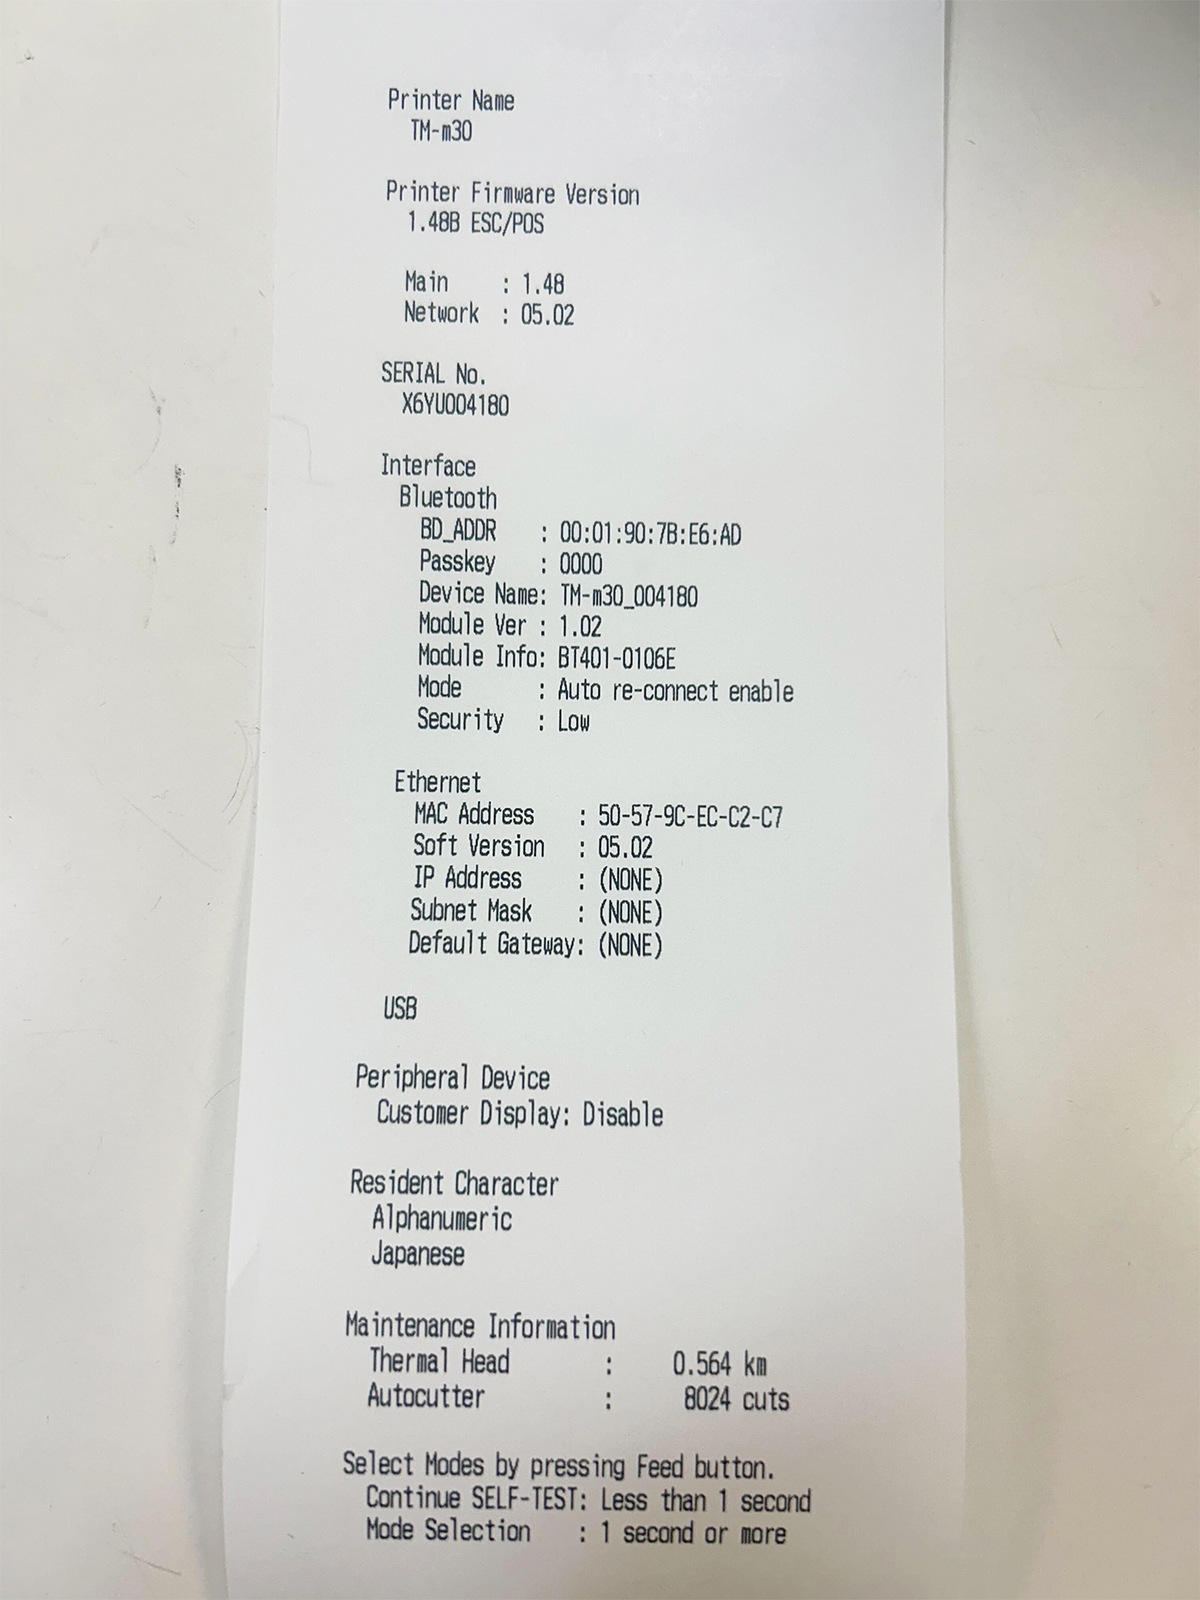 Printer Name
TM-m30
Printer Firmware Version
1.48B ESC/POS
Main : 1.48
Network : 05.02
SERIAL No.
X6YU004180
Interface
Bluetooth
BD_ADDR : 00:01:90:7B:E6:AD
Passkey : 0000
Device Name: TM-m30_004180
Module Ver : 1.02
Module Info: BT401-0106E
Mode : Auto re-connect enable
Security : Low
Ethernet
MAC Address : 50-57-9C-EC-C2-C7
Soft Version : 05.02
IP Address : (NONE)
Subnet Mask : (NONE)
Default Gateway: (NONE)
USB
Peripheral Device
Customer Display: Disable
Resident Character
Alphanumeric
Japanese
Maintenance Information
Thermal Head : 0.564 km
Autocutter : 8024 cuts
Select Modes by pressing Feed button.
Continue SELF-TEST: Less than 1 second
Mode Selection : 1 second or more